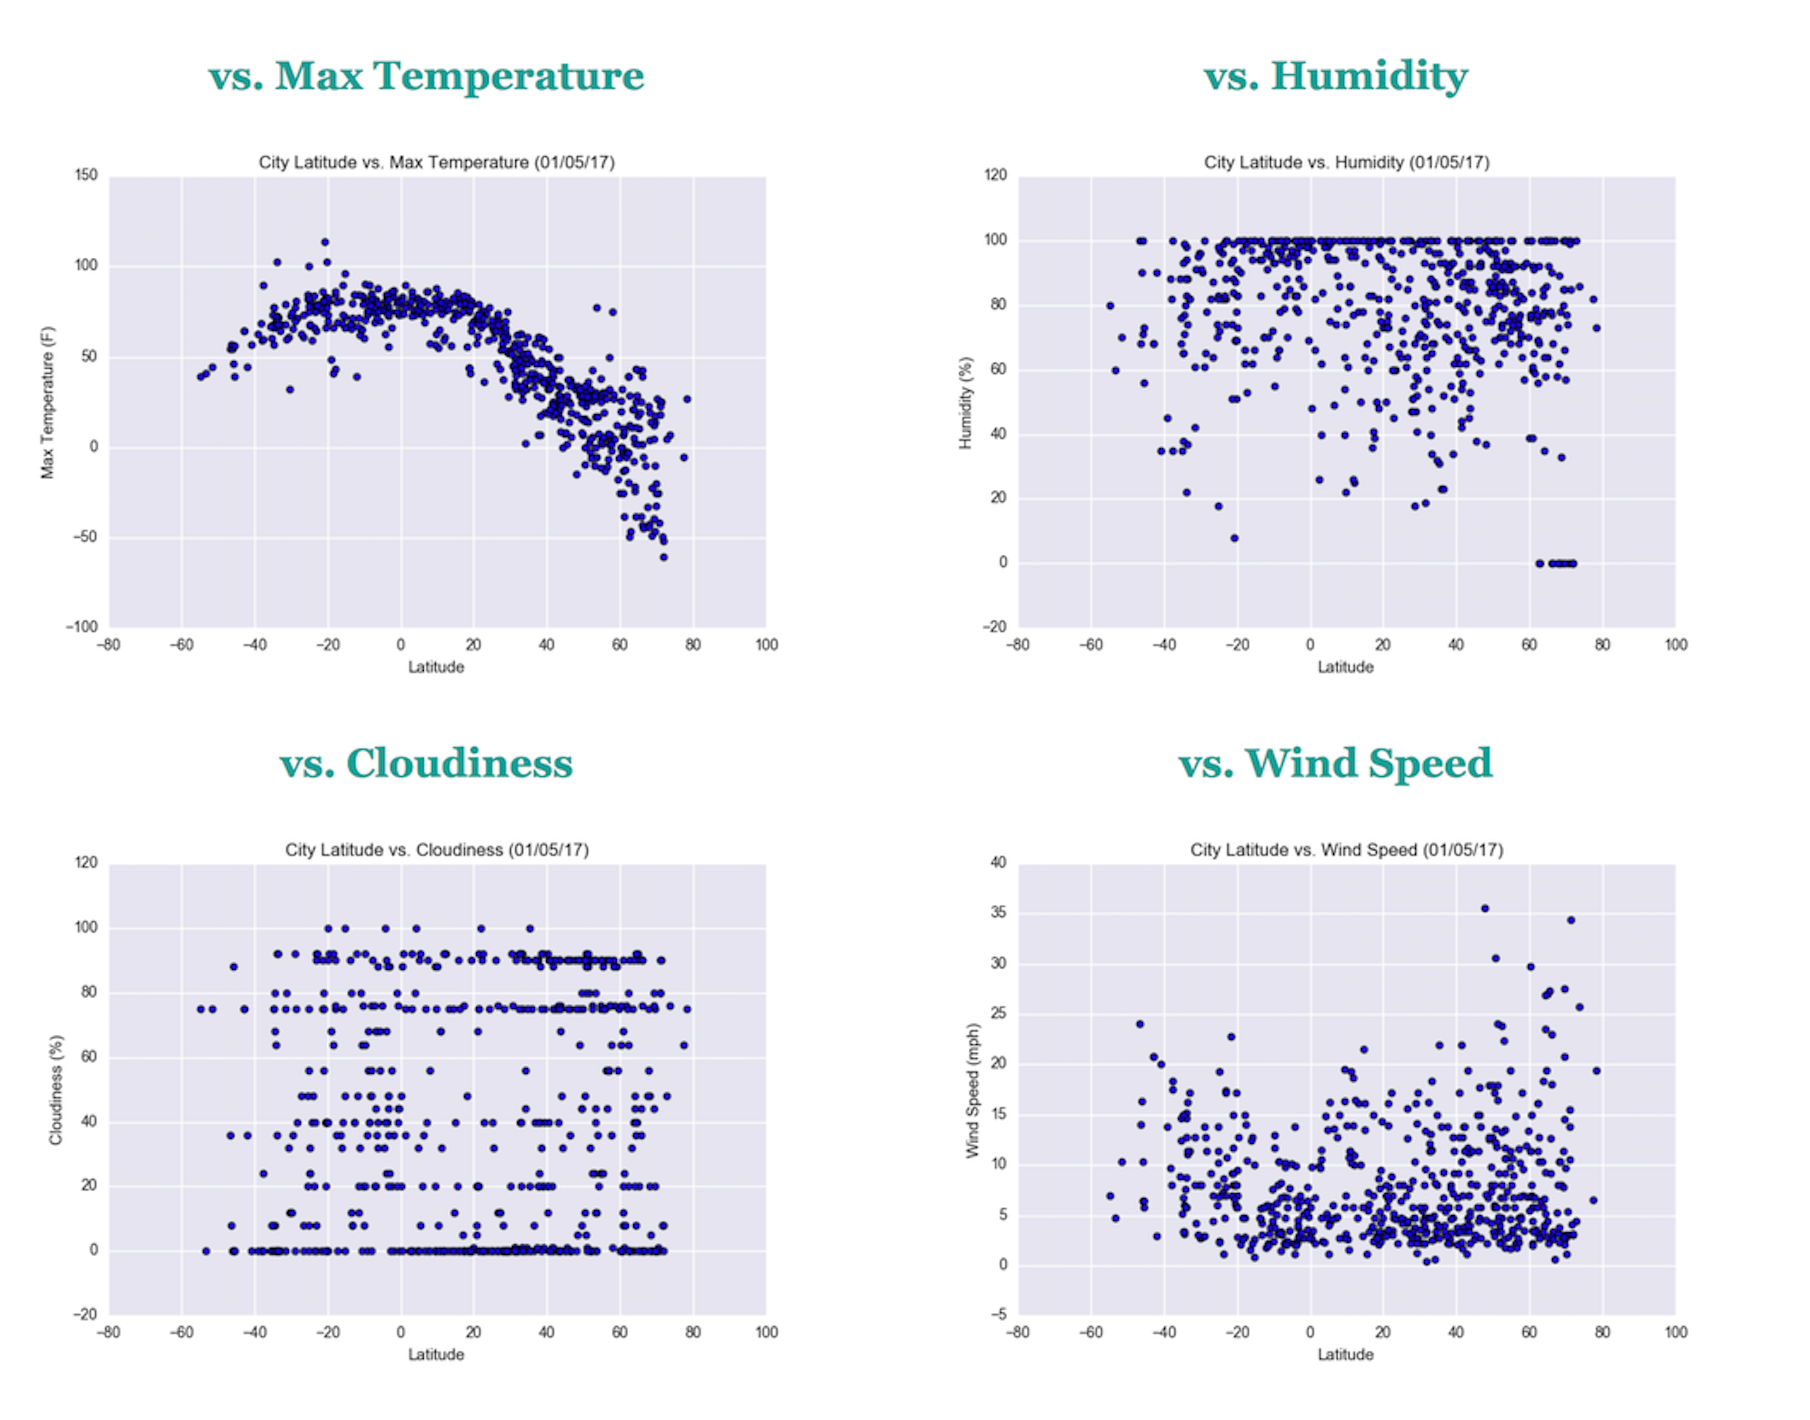 vs. Max Temperature
City Latitude vs. Max Temperature (01/05/17)
150
100
50
0
−50
−100
Max Temperature (F)
−80 −60 −40 −20 0 20 40 60 80 100
Latitude
vs. Humidity
City Latitude vs. Humidity (01/05/17)
120
100
80
60
40
20
0
−20
Humidity (%)
−80 −60 −40 −20 0 20 40 60 80 100
Latitude
vs. Cloudiness
City Latitude vs. Cloudiness (01/05/17)
120
100
80
60
40
20
0
−20
Cloudiness (%)
−80 −60 −40 −20 0 20 40 60 80 100
Latitude
vs. Wind Speed
City Latitude vs. Wind Speed (01/05/17)
40
35
30
25
20
15
10
5
0
−5
Wind Speed (mph)
−80 −60 −40 −20 0 20 40 60 80 100
Latitude